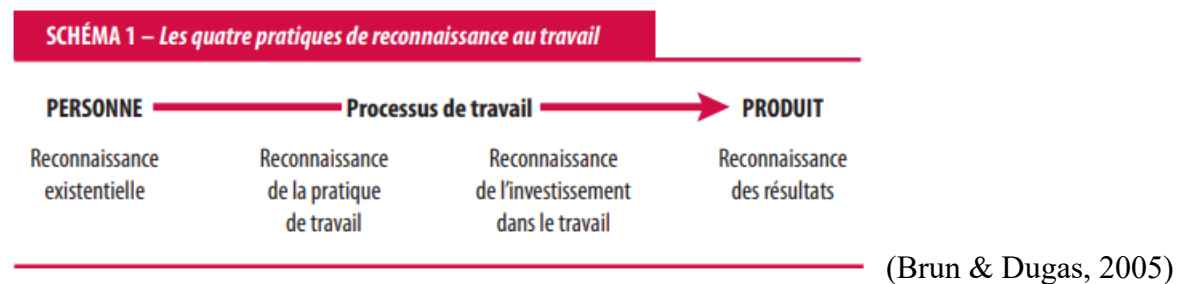 SCHÉMA 1 – Les quatre pratiques de reconnaissance au travail
PERSONNE Processus de travail PRODUIT
Reconnaissance
existentielle
Reconnaissance
de la pratique
de travail
Reconnaissance
de l'investissement
dans le travail
Reconnaissance
des résultats
(Brun & Dugas, 2005)